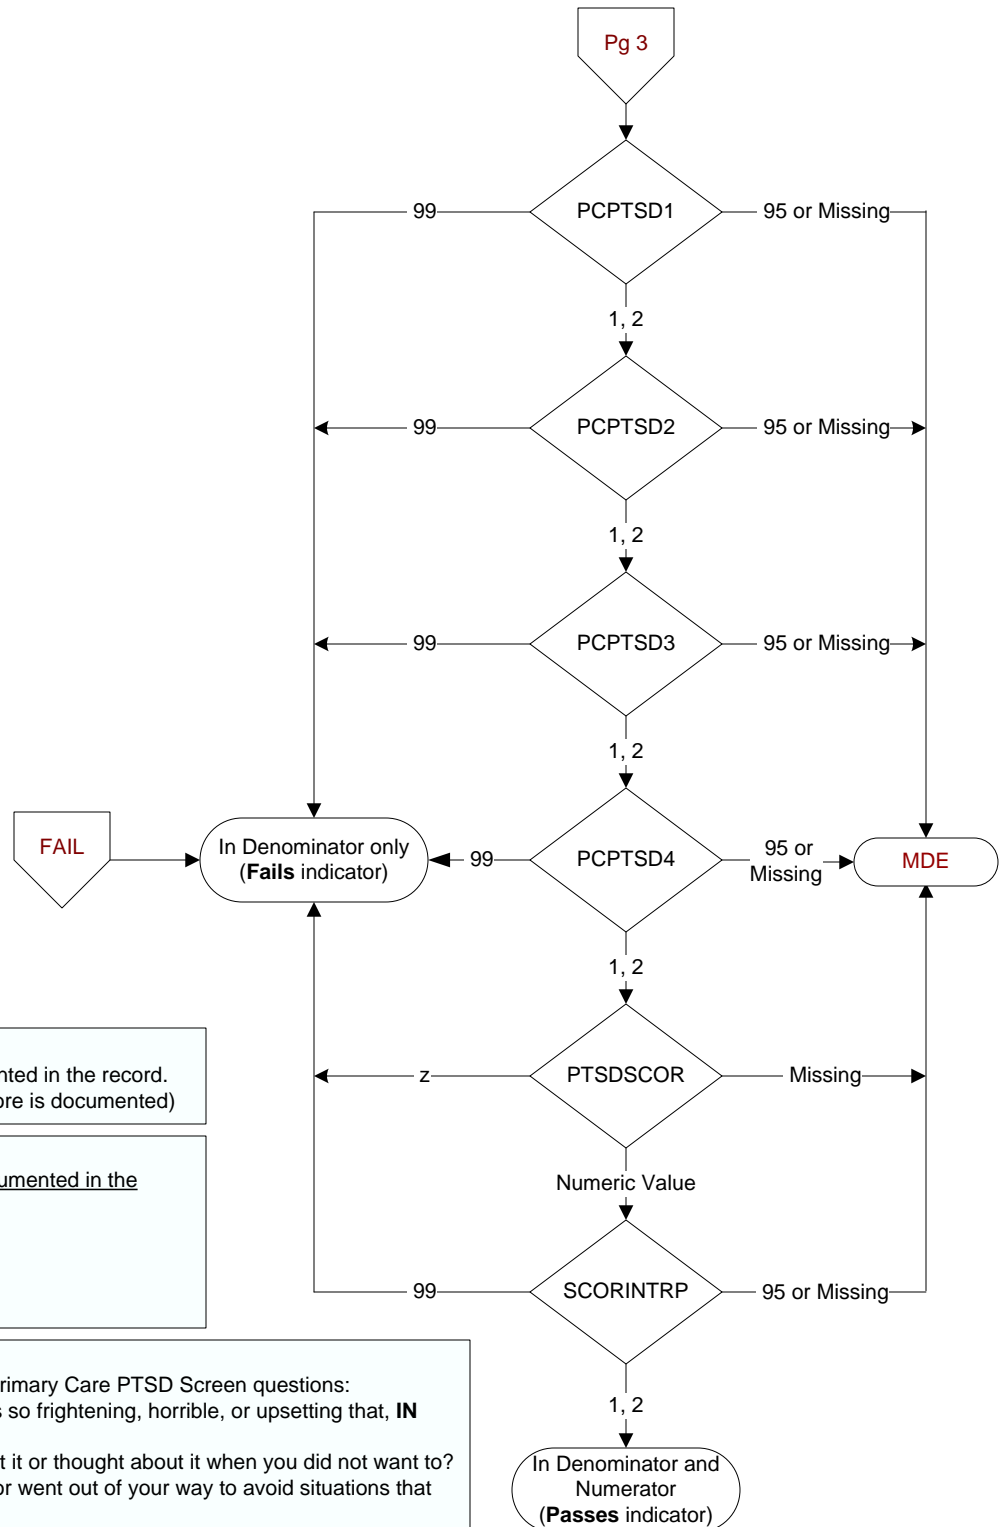 Pg 3
PCPTSD1
99
95 or Missing
1, 2
PCPTSD2
99
95 or Missing
1, 2
PCPTSD3
99
95 or Missing
1, 2
FAIL
In Denominator only
(Fails indicator)
99
PCPTSD4
95 or
Missing
MDE
1, 2
nted in the record.
ore is documented)
z
PTSDSCOR
Missing
Numeric Value
umented in the
99
SCORINTRP
95 or Missing
1, 2
rimary Care PTSD Screen questions:
s so frightening, horrible, or upsetting that, IN
t it or thought about it when you did not want to?
or went out of your way to avoid situations that
In Denominator and
Numerator
(Passes indicator)